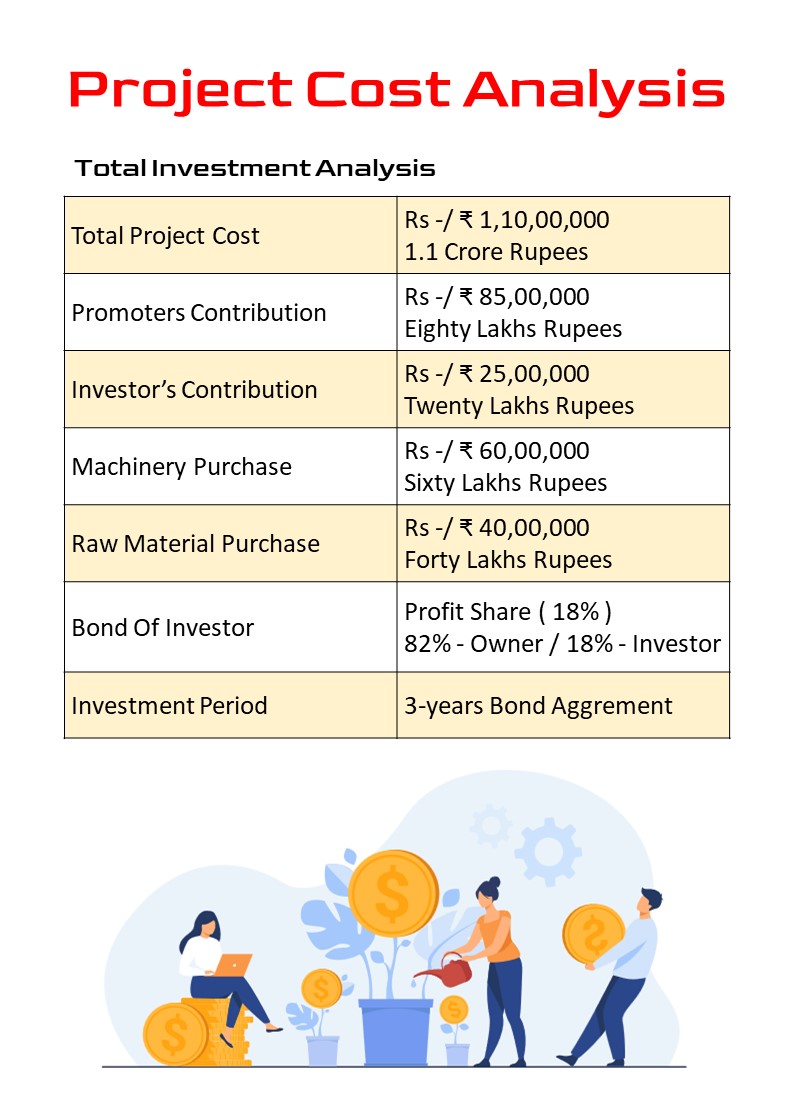 Project Cost Analysis
Total Investment Analysis
Total Project Cost
Rs -/ ₹ 1,10,00,000
1.1 Crore Rupees
Promoters Contribution
Rs -/ ₹ 85,00,000
Eighty Lakhs Rupees
Investor’s Contribution
Rs -/ ₹ 25,00,000
Twenty Lakhs Rupees
Machinery Purchase
Rs -/ ₹ 60,00,000
Sixty Lakhs Rupees
Raw Material Purchase
Rs -/ ₹ 40,00,000
Forty Lakhs Rupees
Bond Of Investor
Profit Share ( 18% )
82% - Owner / 18% - Investor
Investment Period
3-years Bond Aggrement